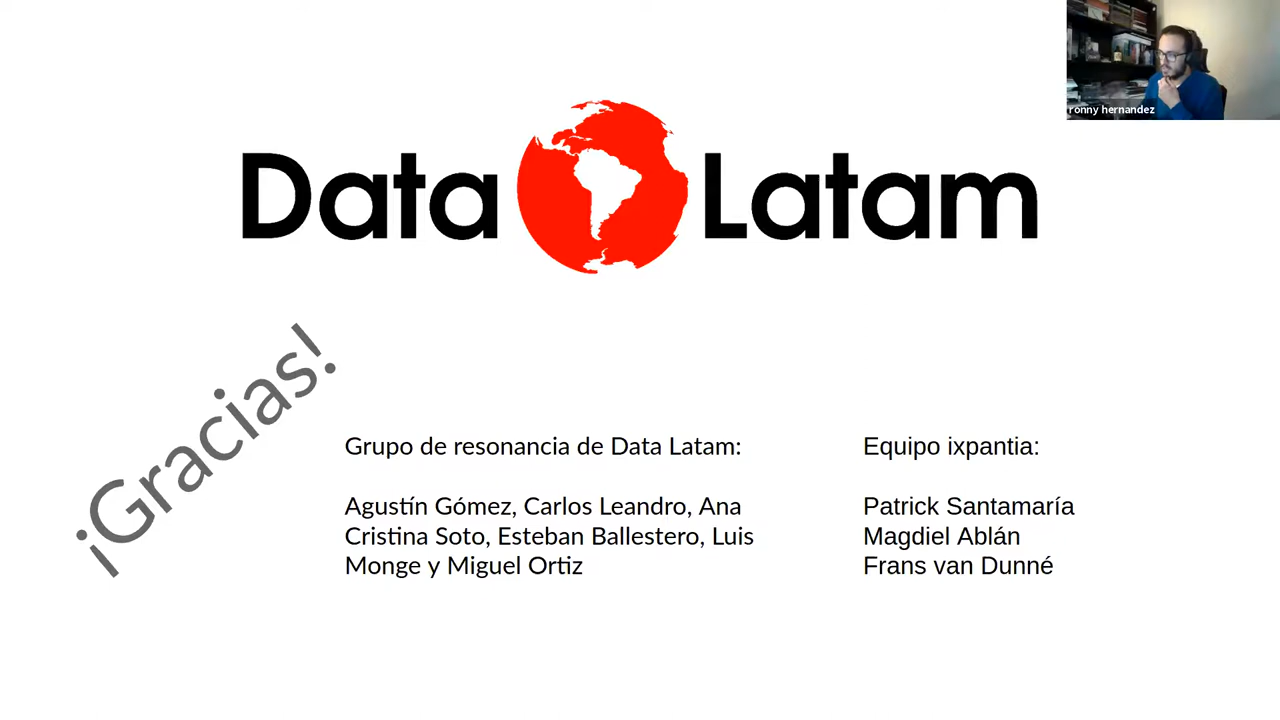 ronny hernandez
Data Latam
¡Gracias!
Grupo de resonancia de Data Latam:
Agustín Gómez, Carlos Leandro, Ana
Cristina Soto, Esteban Ballestero, Luis
Monge y Miguel Ortiz
Equipo ixpantia:
Patrick Santamaría
Magdiel Ablán
Frans van Dunné